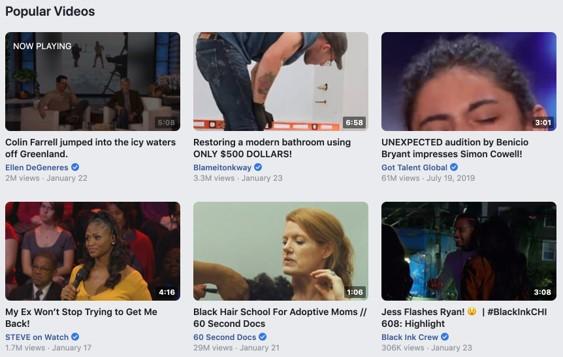 Popular Videos
NOW PLAYING
5:08
6:58
3:01
Colin Farrell jumped into the icy waters
off Greenland.
Ellen DeGeneres
2M views · January 22
Restoring a modern bathroom using
ONLY $500 DOLLARS!
Blameitonkway
3.3M views · January 23
UNEXPECTED audition by Benicio
Bryant impresses Simon Cowell!
Got Talent Global
61M views · July 19, 2019
4:16
1:06
3:08
My Ex Won't Stop Trying to Get Me
Back!
STEVE on Watch
1.7M views · January 17
Black Hair School For Adoptive Moms //
60 Second Docs
60 Second Docs
29M views · January 21
Jess Flashes Ryan! 😲 | #BlackInkCHI
608: Highlight
Black Ink Crew
306K views · January 23